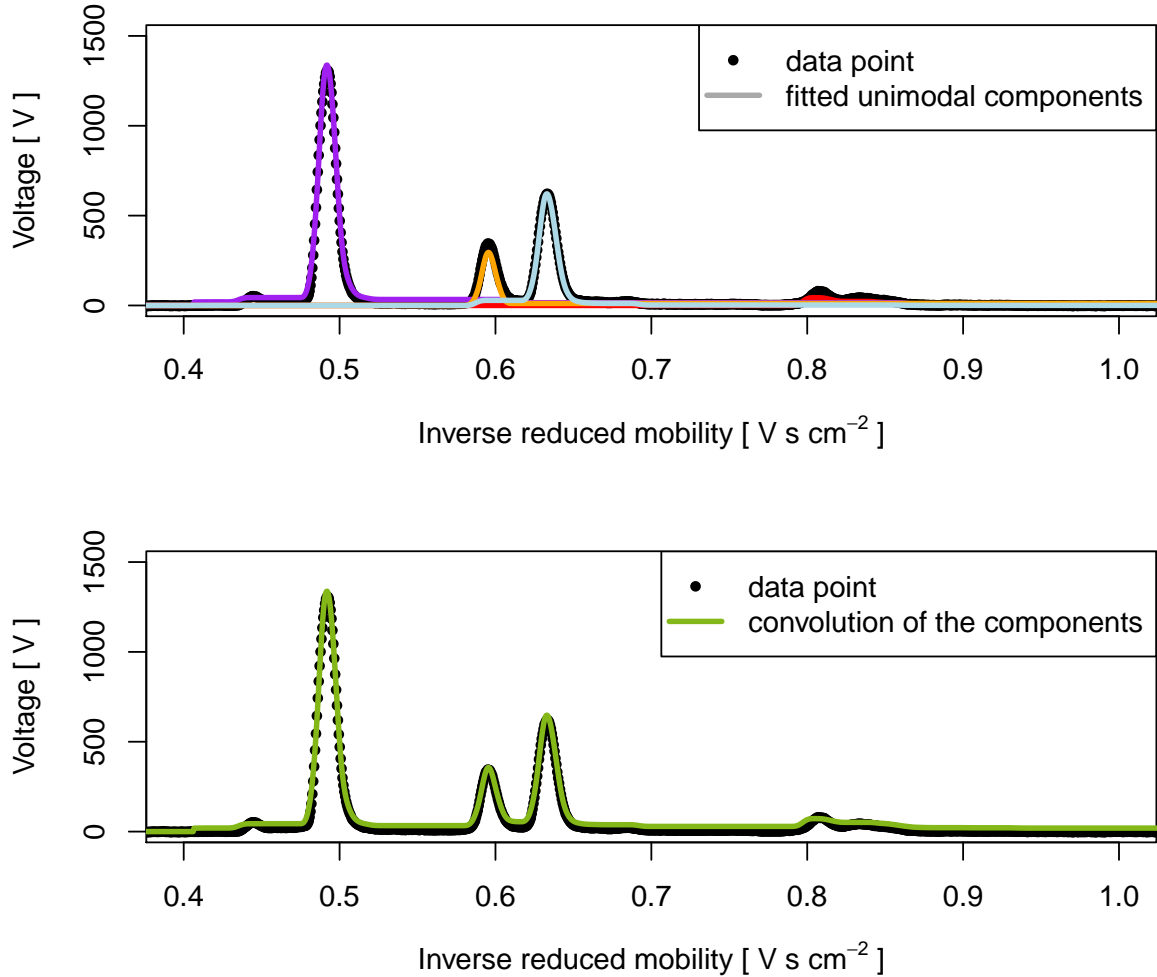 1500
1000
500
0
Voltage [ V ]
data point
fitted unimodal components
0.4 0.5 0.6 0.7 0.8 0.9 1.0
Inverse reduced mobility [ V s cm⁻² ]
1500
1000
500
0
Voltage [ V ]
data point
convolution of the components
0.4 0.5 0.6 0.7 0.8 0.9 1.0
Inverse reduced mobility [ V s cm⁻² ]